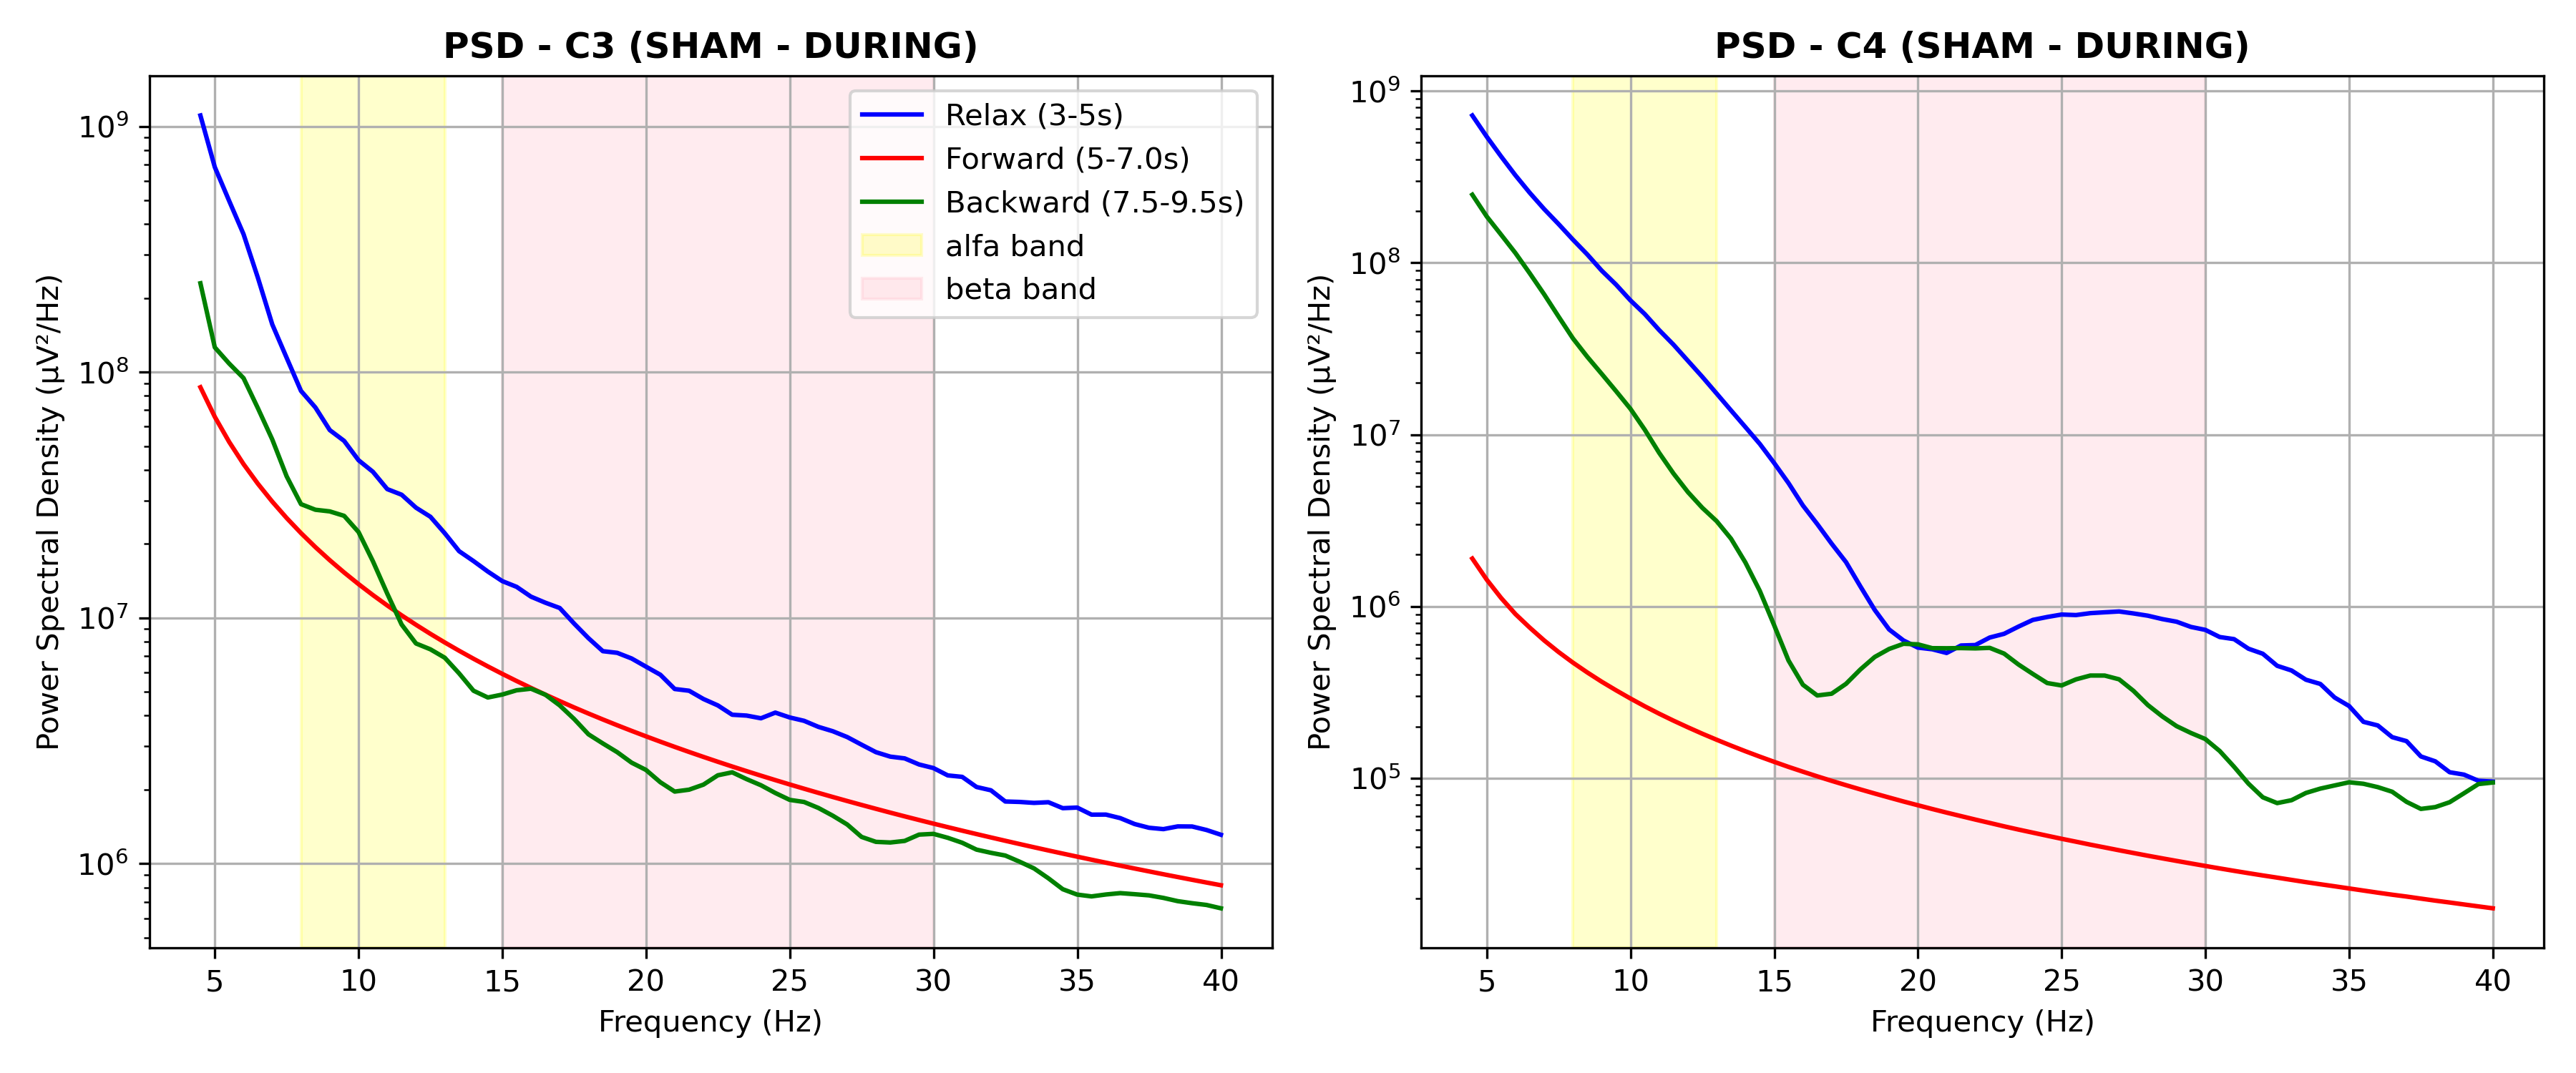 PSD - C3 (SHAM - DURING)
Power Spectral Density (µV²/Hz)
10⁹
10⁸
10⁷
10⁶
Relax (3-5s)
Forward (5-7.0s)
Backward (7.5-9.5s)
alfa band
beta band
5 10 15 20 25 30 35 40
Frequency (Hz)
PSD - C4 (SHAM - DURING)
Power Spectral Density (µV²/Hz)
10⁹
10⁸
10⁷
10⁶
10⁵
5 10 15 20 25 30 35 40
Frequency (Hz)